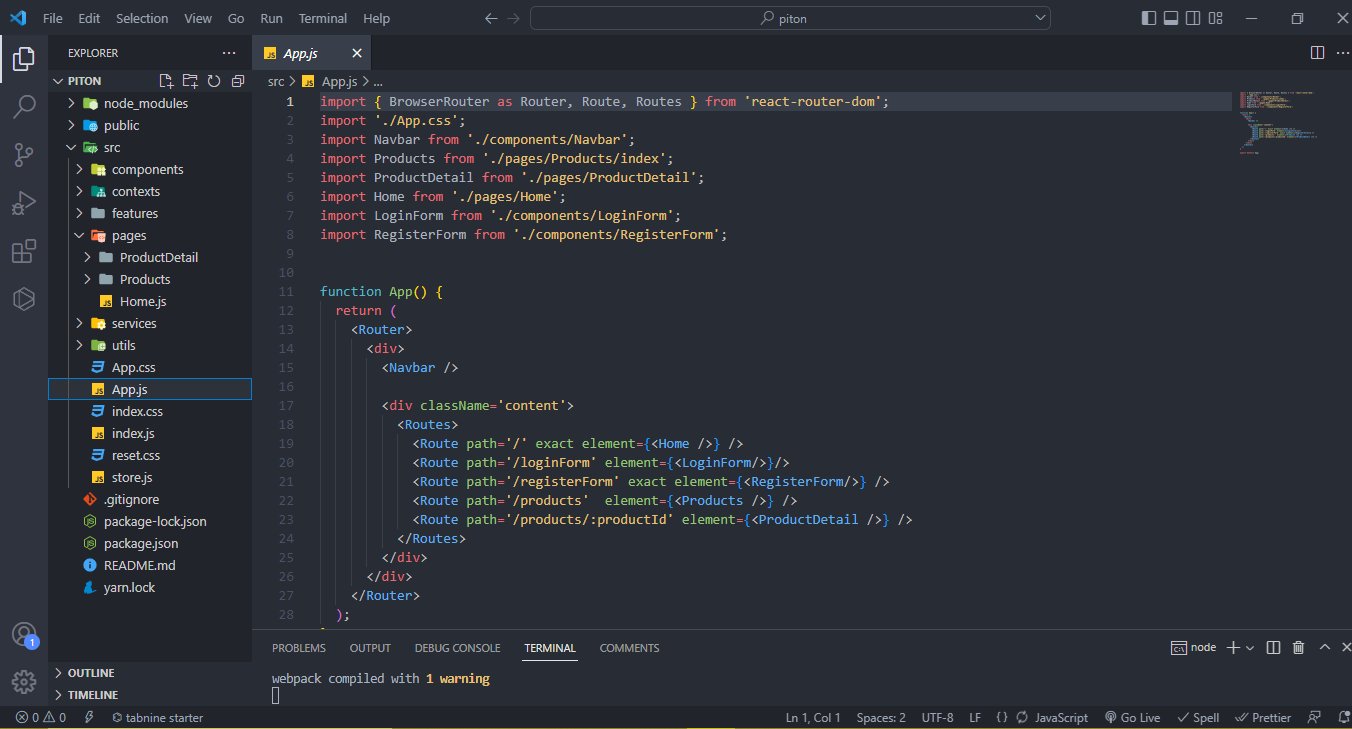 File Edit Selection View Go Run Terminal Help
piton
EXPLORER
App.js
PITON
src > App.js > ...
node_modules
public
src
components
contexts
features
pages
ProductDetail
Products
Home.js
services
utils
App.css
App.js
index.css
index.js
reset.css
store.js
.gitignore
package-lock.json
package.json
README.md
yarn.lock
OUTLINE
TIMELINE
1 import { BrowserRouter as Router, Route, Routes } from 'react-router-dom';
2 import './App.css';
3 import Navbar from './components/Navbar';
4 import Products from './pages/Products/index';
5 import ProductDetail from './pages/ProductDetail';
6 import Home from './pages/Home';
7 import LoginForm from './components/LoginForm';
8 import RegisterForm from './components/RegisterForm';
9
10
11 function App() {
12 return (
13 <Router>
14 <div>
15 <Navbar />
16
17 <div className='content'>
18 <Routes>
19 <Route path='/' exact element={<Home />} />
20 <Route path='/loginForm' element={<LoginForm/>}/>
21 <Route path='/registerForm' exact element={<RegisterForm/>} />
22 <Route path='/products'  element={<Products />} />
23 <Route path='/products/:productId' element={<ProductDetail />} />
24 </Routes>
25 </div>
26 </div>
27 </Router>
28 );
PROBLEMS OUTPUT DEBUG CONSOLE TERMINAL COMMENTS
node
webpack compiled with 1 warning
1
0 0 tabnine starter Ln 1, Col 1 Spaces: 2 UTF-8 LF {} JavaScript Go Live Spell Prettier